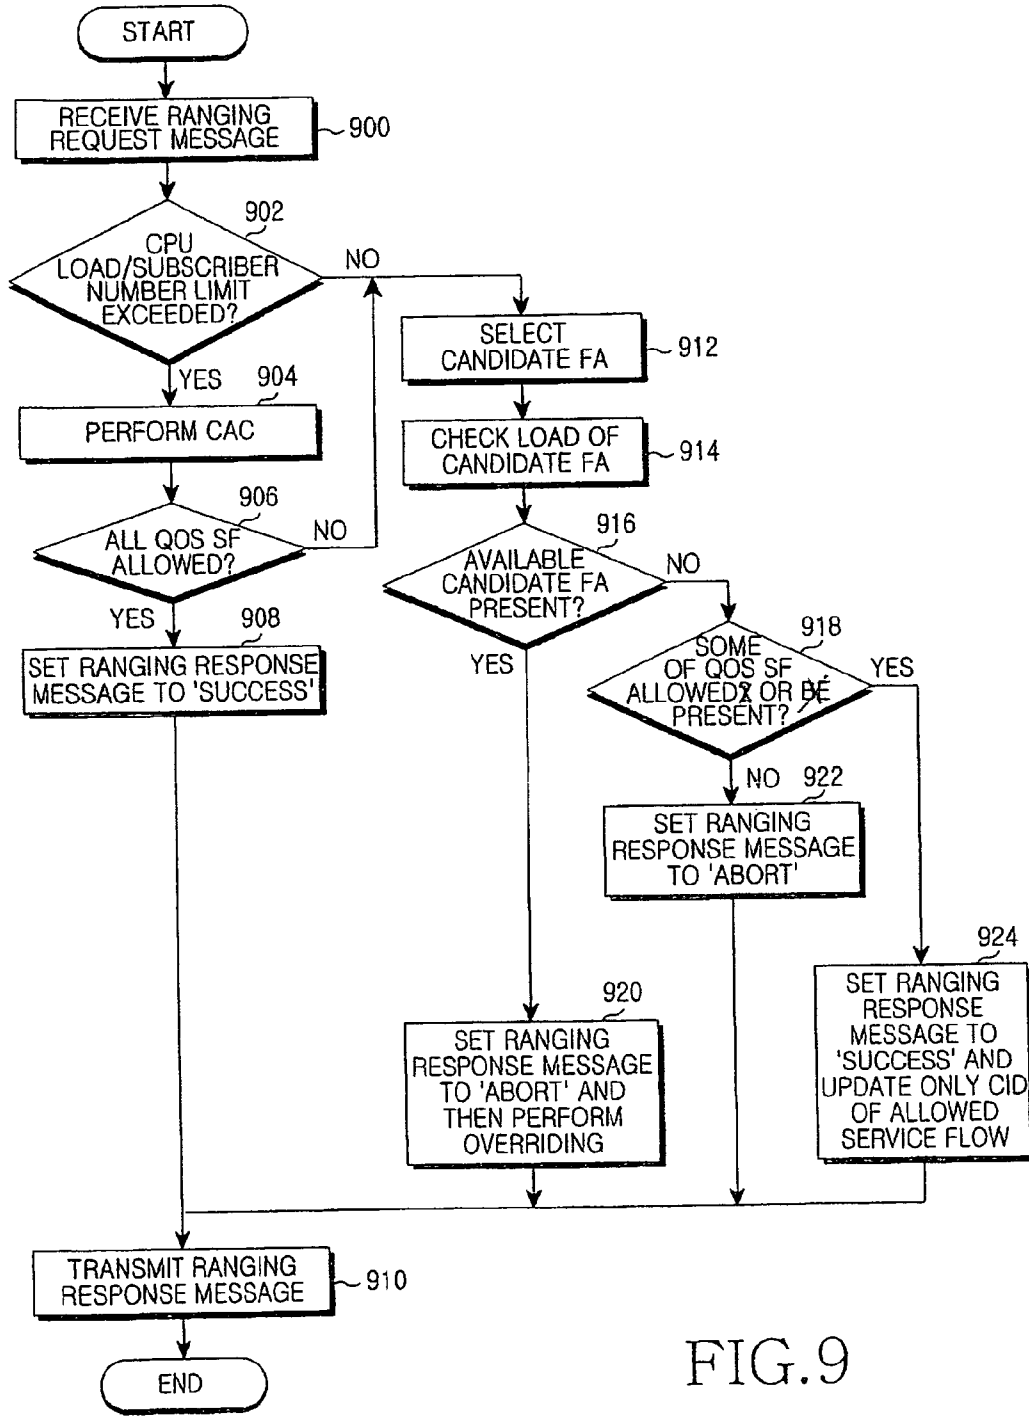 START
RECEIVE RANGING
REQUEST MESSAGE
900
902
CPU
LOAD/SUBSCRIBER
NUMBER LIMIT
EXCEEDED?
NO
YES
904
PERFORM CAC
906
ALL QOS SF
ALLOWED?
NO
YES
908
SET RANGING RESPONSE
MESSAGE TO 'SUCCESS'
SELECT
CANDIDATE FA
912
CHECK LOAD OF
CANDIDATE FA
914
916
AVAILABLE
CANDIDATE FA
PRESENT?
NO
YES
918
SOME
OF QOS SF
ALLOWED? OR BE
PRESENT?
YES
NO
922
SET RANGING
RESPONSE MESSAGE
TO 'ABORT'
924
SET RANGING
RESPONSE
MESSAGE TO
'SUCCESS' AND
UPDATE ONLY CID
OF ALLOWED
SERVICE FLOW
920
SET RANGING
RESPONSE MESSAGE
TO 'ABORT' AND
THEN PERFORM
OVERRIDING
TRANSMIT RANGING
RESPONSE MESSAGE
910
END
FIG.9